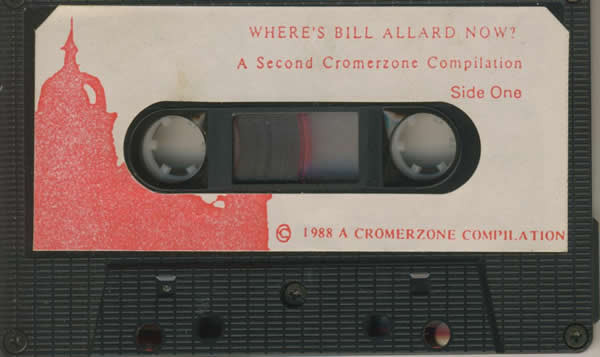 WHERE'S BILL ALLARD NOW?
A Second Cromerzone Compilation
Side One
© 1988 A CROMERZONE COMPILATION